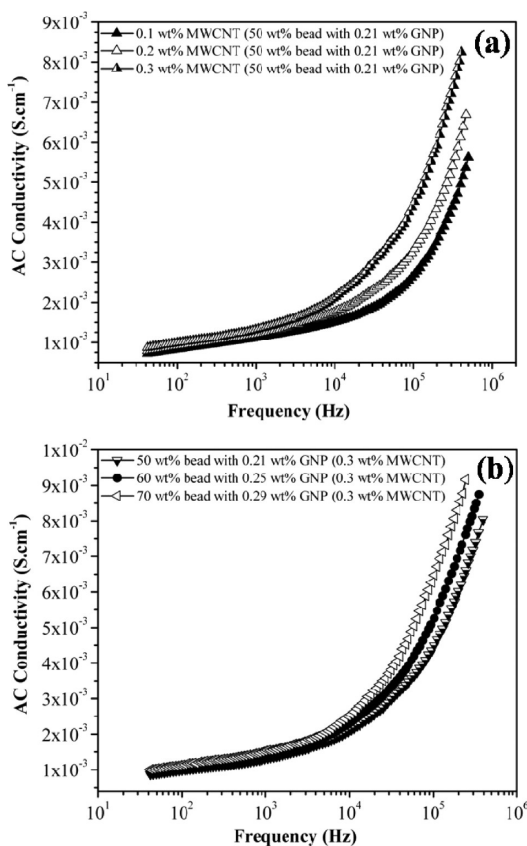 (a)
0.1 wt% MWCNT (50 wt% bead with 0.21 wt% GNP)
0.2 wt% MWCNT (50 wt% bead with 0.21 wt% GNP)
0.3 wt% MWCNT (50 wt% bead with 0.21 wt% GNP)
9x10⁻³
8x10⁻³
7x10⁻³
6x10⁻³
5x10⁻³
4x10⁻³
3x10⁻³
2x10⁻³
1x10⁻³
AC Conductivity (S.cm⁻¹)
10¹ 10² 10³ 10⁴ 10⁵ 10⁶
Frequency (Hz)
(b)
50 wt% bead with 0.21 wt% GNP (0.3 wt% MWCNT)
60 wt% bead with 0.25 wt% GNP (0.3 wt% MWCNT)
70 wt% bead with 0.29 wt% GNP (0.3 wt% MWCNT)
1x10⁻²
9x10⁻³
8x10⁻³
7x10⁻³
6x10⁻³
5x10⁻³
4x10⁻³
3x10⁻³
2x10⁻³
1x10⁻³
AC Conductivity (S.cm⁻¹)
10¹ 10² 10³ 10⁴ 10⁵ 10⁶
Frequency (Hz)